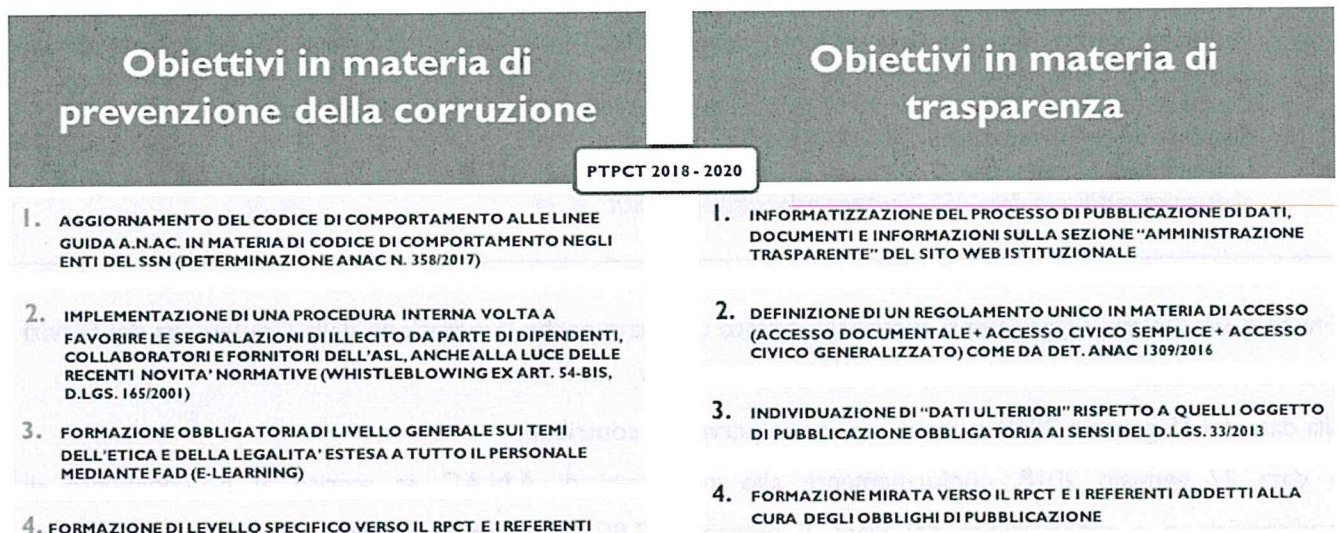 Obiettivi in materia di
prevenzione della corruzione
Obiettivi in materia di
trasparenza
PTPCT 2018 - 2020
1. AGGIORNAMENTO DEL CODICE DI COMPORTAMENTO ALLE LINEE
GUIDA A.N.AC. IN MATERIA DI CODICE DI COMPORTAMENTO NEGLI
ENTI DEL SSN (DETERMINAZIONE ANAC N. 358/2017)
2. IMPLEMENTAZIONE DI UNA PROCEDURA INTERNA VOLTA A
FAVORIRE LE SEGNALAZIONI DI ILLECITO DA PARTE DI DIPENDENTI,
COLLABORATORI E FORNITORI DELL'ASL, ANCHE ALLA LUCE DELLE
RECENTI NOVITA' NORMATIVE (WHISTLEBLOWING EX ART. 54-BIS,
D.LGS. 165/2001)
3. FORMAZIONE OBBLIGATORIA DI LIVELLO GENERALE SUI TEMI
DELL'ETICA E DELLA LEGALITA' ESTESA A TUTTO IL PERSONALE
MEDIANTE FAD (E-LEARNING)
4. FORMAZIONE DI LEVELLO SPECIFICO VERSO IL RPCT E I REFERENTI
1. INFORMATIZZAZIONE DEL PROCESSO DI PUBBLICAZIONE DI DATI,
DOCUMENTI E INFORMAZIONI SULLA SEZIONE "AMMINISTRAZIONE
TRASPARENTE" DEL SITO WEB ISTITUZIONALE
2. DEFINIZIONE DI UN REGOLAMENTO UNICO IN MATERIA DI ACCESSO
(ACCESSO DOCUMENTALE + ACCESSO CIVICO SEMPLICE + ACCESSO
CIVICO GENERALIZZATO) COME DA DET. ANAC 1309/2016
3. INDIVIDUAZIONE DI "DATI ULTERIORI" RISPETTO A QUELLI OGGETTO
DI PUBBLICAZIONE OBBLIGATORIA AI SENSI DEL D.LGS. 33/2013
4. FORMAZIONE MIRATA VERSO IL RPCT E I REFERENTI ADDETTI ALLA
CURA DEGLI OBBLIGHI DI PUBBLICAZIONE